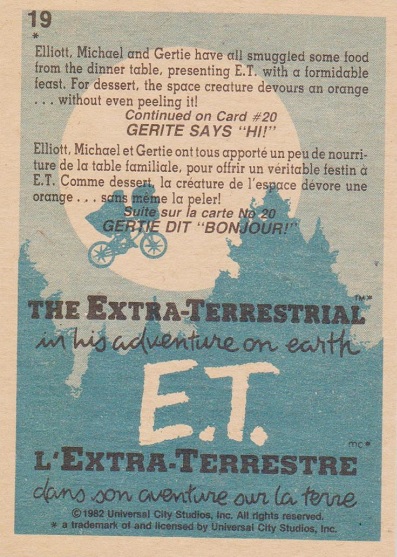 19
*
Elliott, Michael and Gertie have all smuggled some food
from the dinner table, presenting E.T. with a formidable
feast. For dessert, the space creature devours an orange
. . . without even peeling it!
Continued on Card #20
GERITE SAYS "HI!"
Elliott, Michael et Gertie ont tous apporté un peu de nourri-
ture de la table familiale, pour offrir un véritable festin à
E.T. Comme dessert, la créature de l'espace dévore une
orange . . . sans même la peler!
Suite sur la carte No 20
GERTIE DIT "BONJOUR!"
THE EXTRA-TERRESTRIAL™*
in his adventure on earth
E.T.
mc*
L'EXTRA-TERRESTRE
dans son aventure sur la terre
©1982 Universal City Studios, Inc. All rights reserved.
* a trademark of and licensed by Universal City Studios, Inc.